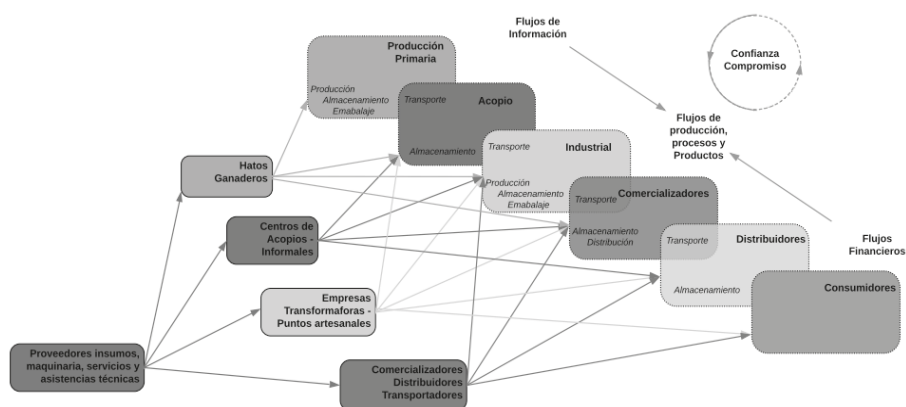 Flujos de
Información
Confianza
Compromiso
Producción
Primaria
Producción
Almacenamiento
Emabalaje
Transporte
Acopio
Almacenamiento
Flujos de
producción,
procesos y
Productos
Transporte
Industrial
Producción
Almacenamiento
Emabalaje
Hatos
Ganaderos
Transporte
Comercializadores
Almacenamiento
Distribución
Centros de
Acopios -
Informales
Transporte
Distribuidores
Almacenamiento
Flujos
Financieros
Consumidores
Empresas
Transformaforas -
Puntos artesanales
Proveedores insumos,
maquinaria, servicios y
asistencias técnicas
Comercializadores
Distribuidores
Transportadores